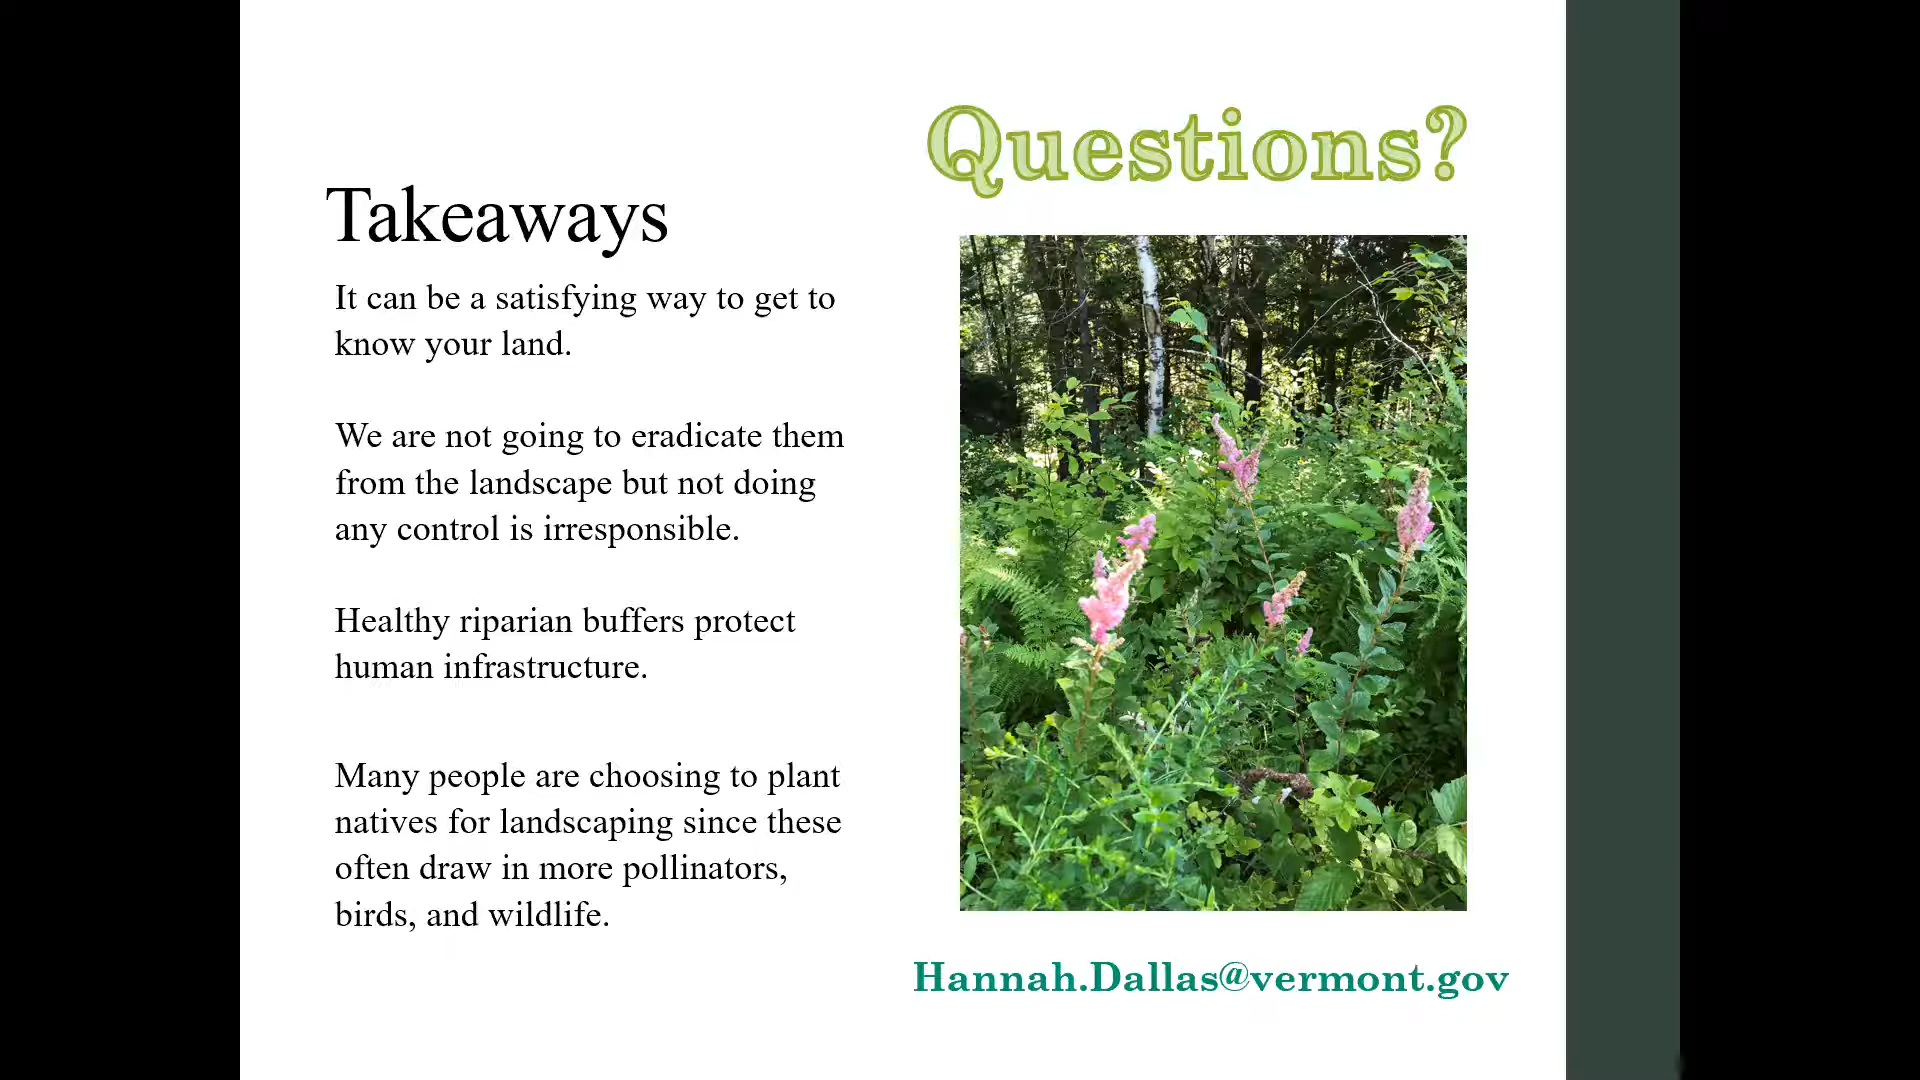 Takeaways
It can be a satisfying way to get to
know your land.
We are not going to eradicate them
from the landscape but not doing
any control is irresponsible.
Healthy riparian buffers protect
human infrastructure.
Many people are choosing to plant
natives for landscaping since these
often draw in more pollinators,
birds, and wildlife.
Questions?
Hannah.Dallas@vermont.gov